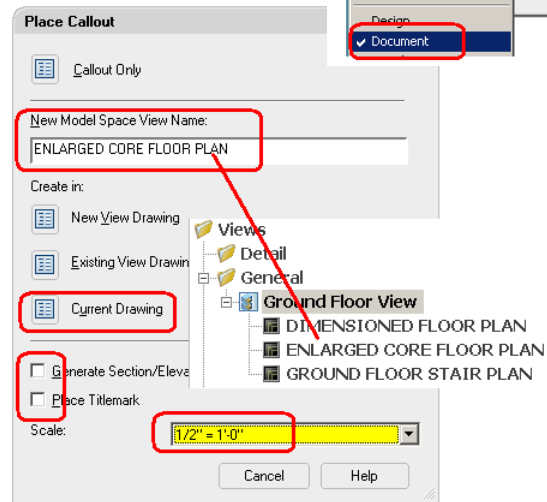 Place Callout
Design
Document
Callout Only
New Model Space View Name:
ENLARGED CORE FLOOR PLAN
Create in:
New View Drawing
Existing View Drawin
Current Drawing
Views
Detail
General
Ground Floor View
DIMENSIONED FLOOR PLAN
ENLARGED CORE FLOOR PLAN
GROUND FLOOR STAIR PLAN
Generate Section/Eleva
Place Titlemark
Scale:
1/2" = 1'-0"
Cancel
Help